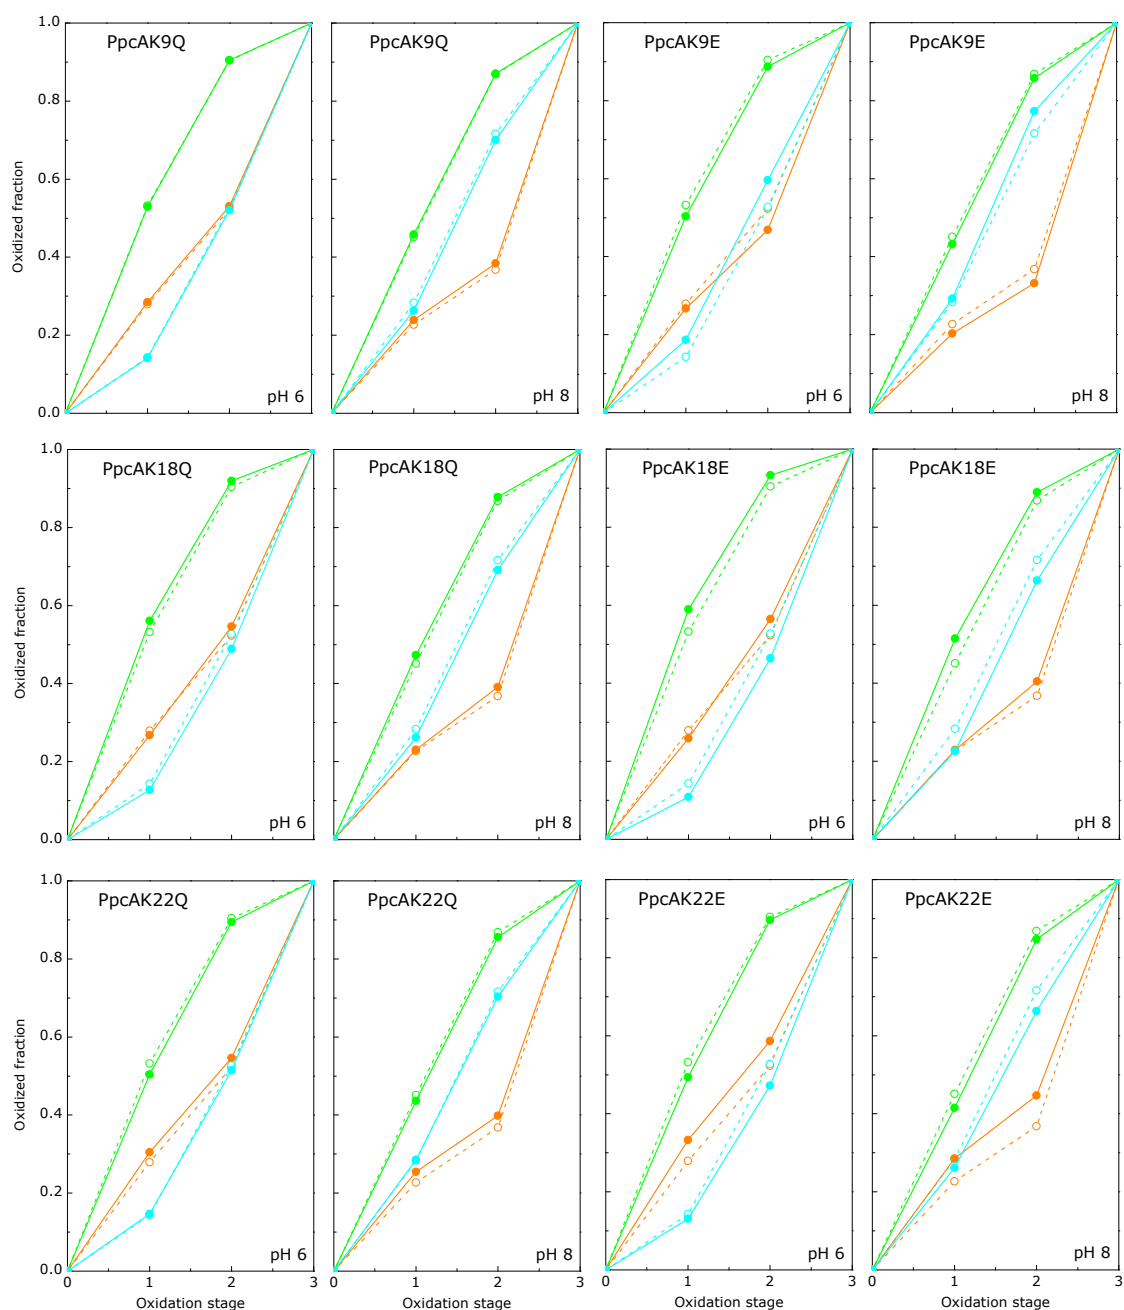 1.0
0.8
0.6
0.4
0.2
0.0
Oxidized fraction
PpcAK9Q
pH 6
PpcAK9Q
pH 8
PpcAK9E
pH 6
PpcAK9E
pH 8
1.0
0.8
0.6
0.4
0.2
0.0
Oxidized fraction
PpcAK18Q
pH 6
PpcAK18Q
pH 8
PpcAK18E
pH 6
PpcAK18E
pH 8
1.0
0.8
0.6
0.4
0.2
0.0
Oxidized fraction
PpcAK22Q
pH 6
PpcAK22Q
pH 8
PpcAK22E
pH 6
PpcAK22E
pH 8
0 1 2 3
0 1 2 3
0 1 2 3
0 1 2 3
Oxidation stage
Oxidation stage
Oxidation stage
Oxidation stage